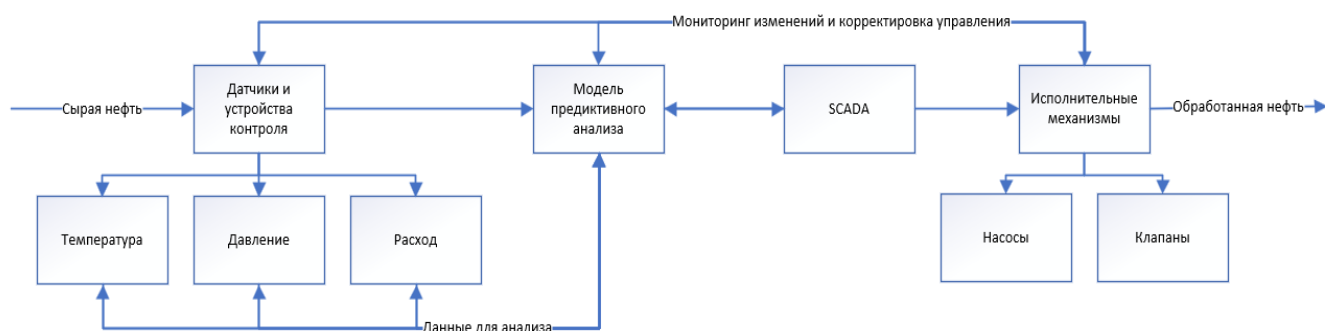 Мониторинг изменений и корректировка управления
Сырая нефть
Датчики и
устройства
контроля
Модель
предиктивного
анализа
SCADA
Исполнительные
механизмы
Обработанная нефть
Температура
Давление
Расход
Насосы
Клапаны
Данные для анализа